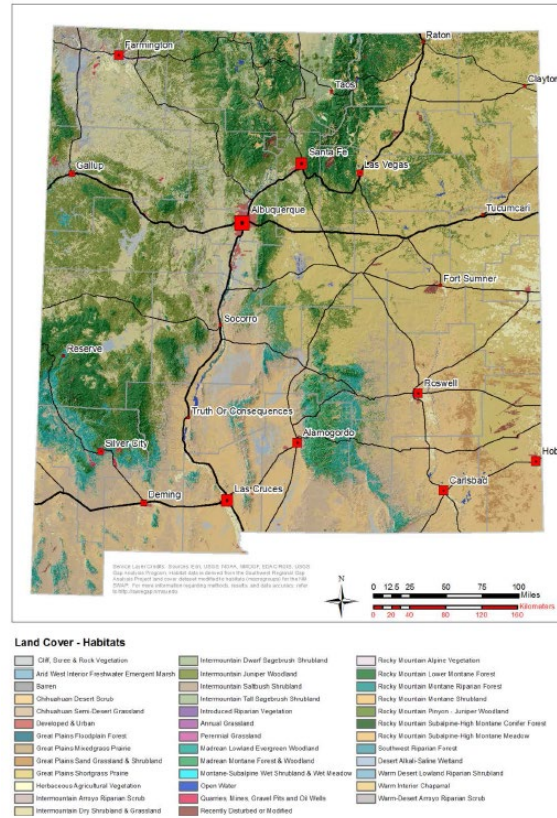 Farmington
Raton
Clayton
Taos
Santa Fe
Las Vegas
Gallup
Albuquerque
Tucumcari
Fort Sumner
Socorro
Reserve
Roswell
Truth Or Consequences
Alamogordo
Silver City
Hob
Deming
Las Cruces
Carlsbad
Service Layer Credits: Sources: Esri, USGS, NOAA,
N
0 12.5 25 50 75 100
Miles
Kilometers
0 20 40 80 120 160
Land Cover - Habitats
Cliff, Scree & Rock Vegetation
Arid West Interior Freshwater Emergent Marsh
Barren
Chihuahuan Desert Scrub
Chihuahuan Semi-Desert Grassland
Developed & Urban
Great Plains Floodplain Forest
Great Plains Mixedgrass Prairie
Great Plains Sand Grassland & Shrubland
Great Plains Shortgrass Prairie
Herbaceous Agricultural Vegetation
Intermountain Arroyo Riparian Scrub
Intermountain Dry Shrubland & Grassland
Intermountain Dwarf Sagebrush Shrubland
Intermountain Juniper Woodland
Intermountain Saltbush Shrubland
Intermountain Tall Sagebrush Shrubland
Introduced Riparian Vegetation
Annual Grassland
Perennial Grassland
Madrean Lowland Evergreen Woodland
Madrean Montane Forest & Woodland
Montane-Subalpine Wet Shrubland & Wet Meadow
Open Water
Quarries, Mines, Gravel Pits and Oil Wells
Recently Disturbed or Modified
Rocky Mountain Alpine Vegetation
Rocky Mountain Lower Montane Forest
Rocky Mountain Montane Riparian Forest
Rocky Mountain Montane Shrubland
Rocky Mountain Pinyon - Juniper Woodland
Rocky Mountain Subalpine-High Montane Conifer Forest
Rocky Mountain Subalpine-High Montane Meadow
Southwest Riparian Forest
Desert Alkali-Saline Wetland
Warm Desert Lowland Riparian Shrubland
Warm Interior Chaparral
Warm-Desert Arroyo Riparian Scrub